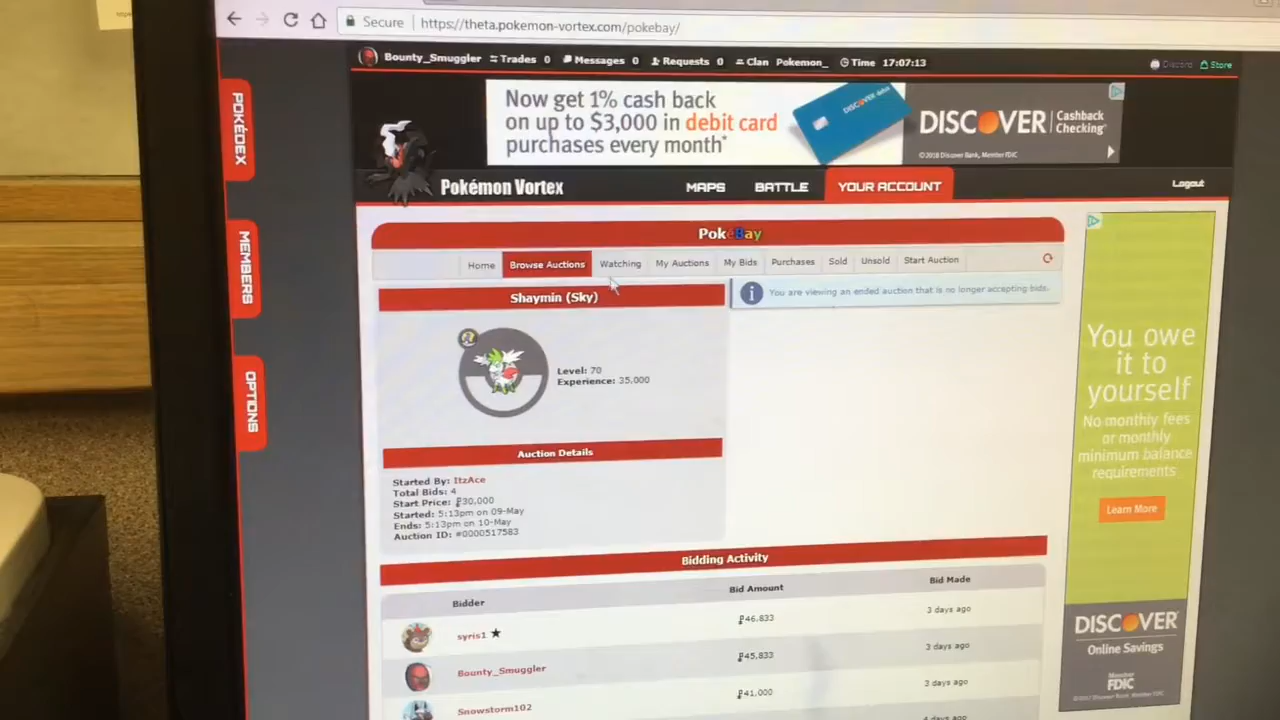 Secure https://theta.pokemon-vortex.com/pokebay/
Bounty_Smuggler Trades 0 Messages 0 Requests 0 Clan Pokemon_ Time 17:07:13 Discord Store
Now get 1% cash back
on up to $3,000 in debit card
purchases every month*
DISCOVER Cashback
Checking*
©2018 Discover Bank, Member FDIC
Pokémon Vortex
MAPS BATTLE YOUR ACCOUNT Logout
POKÉDEX
MEMBERS
OPTIONS
PokéBay
Home Browse Auctions Watching My Auctions My Bids Purchases Sold Unsold Start Auction
Shaymin (Sky)
You are viewing an ended auction that is no longer accepting bids.
Level: 70
Experience: 35,000
Auction Details
Started By: ItzAce
Total Bids: 4
Start Price: 30,000
Started: 5:13pm on 09-May
Ends: 5:13pm on 10-May
Auction ID: #0000517583
Bidding Activity
Bidder Bid Amount Bid Made
syris1 ★ 46,833 3 days ago
Bounty_Smuggler 45,833 3 days ago
Snowstorm102 41,000 3 days ago
days ago
You owe
it to
yourself
No monthly fees
or monthly
minimum balance
requirements
Learn More
DISCOVER
Online Savings
Member
FDIC